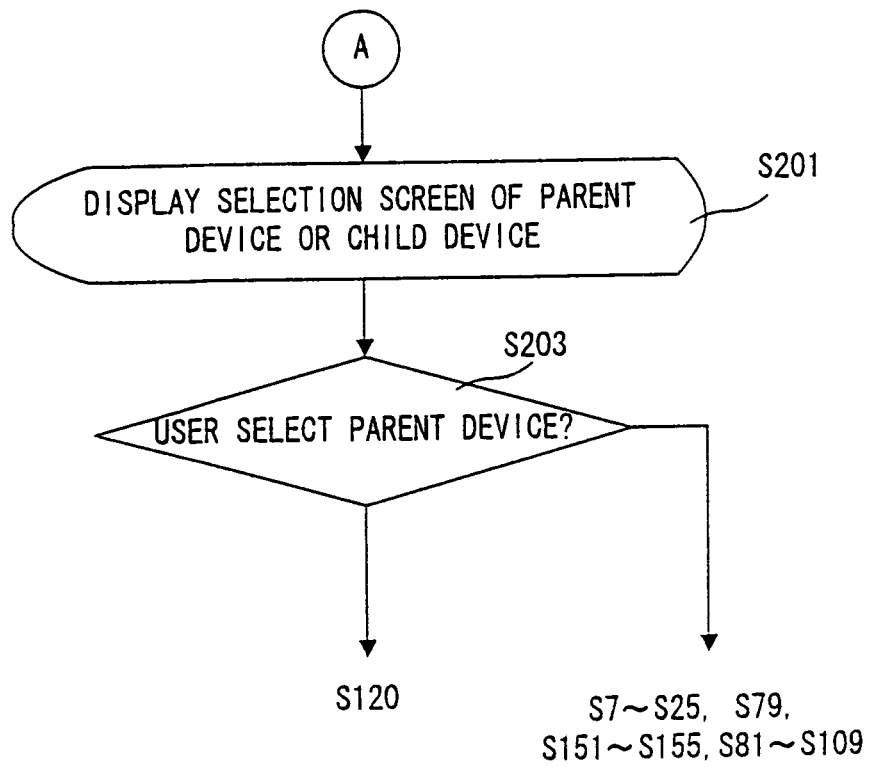 A
S201
DISPLAY SELECTION SCREEN OF PARENT
DEVICE OR CHILD DEVICE
S203
USER SELECT PARENT DEVICE?
S120
S7~S25, S79,
S151~S155, S81~S109